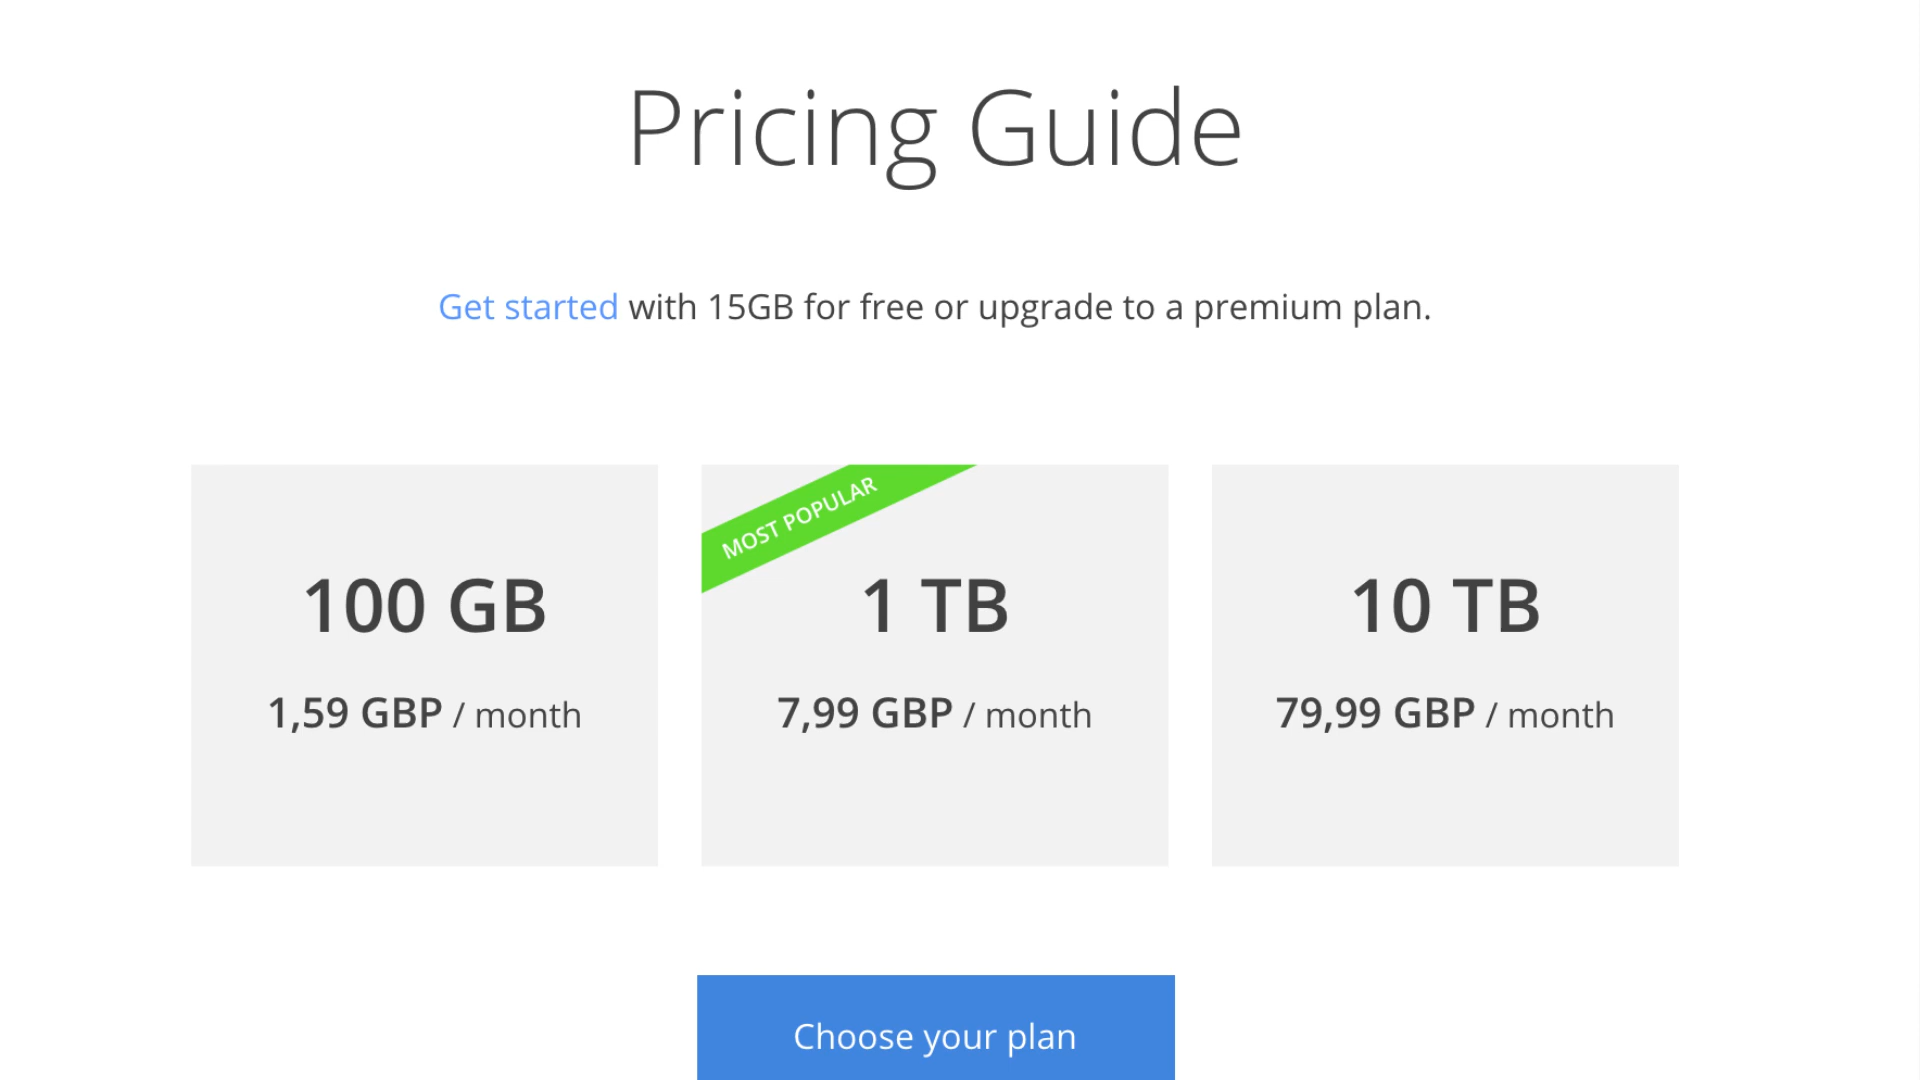 Pricing Guide
Get started with 15GB for free or upgrade to a premium plan.
MOST POPULAR
100 GB
1,59 GBP / month
1 TB
7,99 GBP / month
10 TB
79,99 GBP / month
Choose your plan